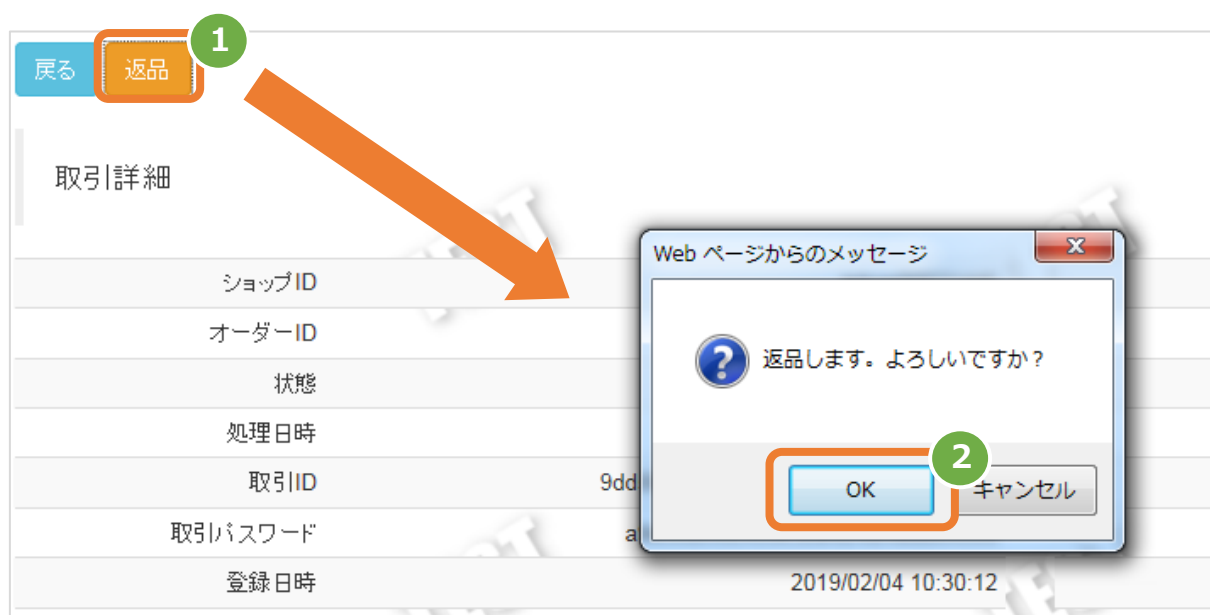 1
戻る 返品
取引詳細
Web ページからのメッセージ
ショップID
オーダーID
返品します。よろしいですか？
状態
処理日時
2
取引ID 9dd
OK キャンセル
取引パスワード a
登録日時 2019/02/04 10:30:12